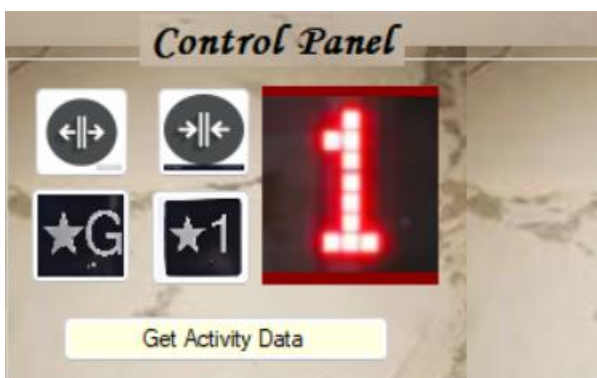 Control Panel
1
★G ★1
Get Activity Data